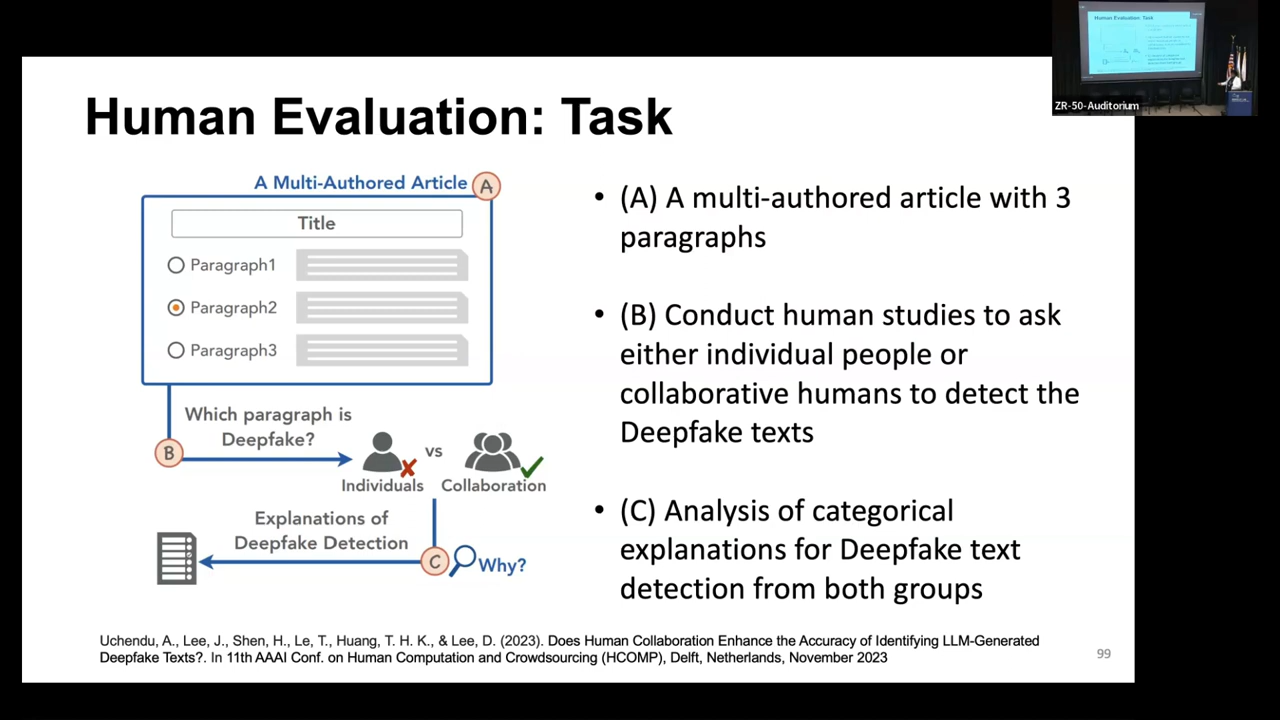 Human Evaluation: Task
ZR-50-Auditorium
Human Evaluation: Task
A Multi-Authored Article A
Title
Paragraph1
Paragraph2
Paragraph3
Which paragraph is
Deepfake?
B
vs
Individuals Collaboration
Explanations of
Deepfake Detection
C Why?
• (A) A multi-authored article with 3
paragraphs
• (B) Conduct human studies to ask
either individual people or
collaborative humans to detect the
Deepfake texts
• (C) Analysis of categorical
explanations for Deepfake text
detection from both groups
Uchendu, A., Lee, J., Shen, H., Le, T., Huang, T. H. K., & Lee, D. (2023). Does Human Collaboration Enhance the Accuracy of Identifying LLM-Generated
Deepfake Texts?. In 11th AAAI Conf. on Human Computation and Crowdsourcing (HCOMP), Delft, Netherlands, November 2023
99